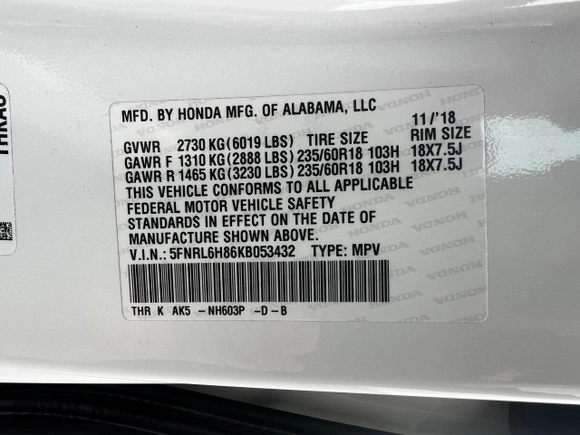 MFD. BY HONDA MFG. OF ALABAMA, LLC 11/'18
GVWR 2730 KG(6019 LBS) TIRE SIZE RIM SIZE
GAWR F 1310 KG(2888 LBS) 235/60R18 103H 18X7.5J
GAWR R 1465 KG(3230 LBS) 235/60R18 103H 18X7.5J
THIS VEHICLE CONFORMS TO ALL APPLICABLE
FEDERAL MOTOR VEHICLE SAFETY
STANDARDS IN EFFECT ON THE DATE OF
MANUFACTURE SHOWN ABOVE.
V.I.N.: 5FNRL6H86KB053432 TYPE: MPV
THR K AK5 -NH603P -D-B